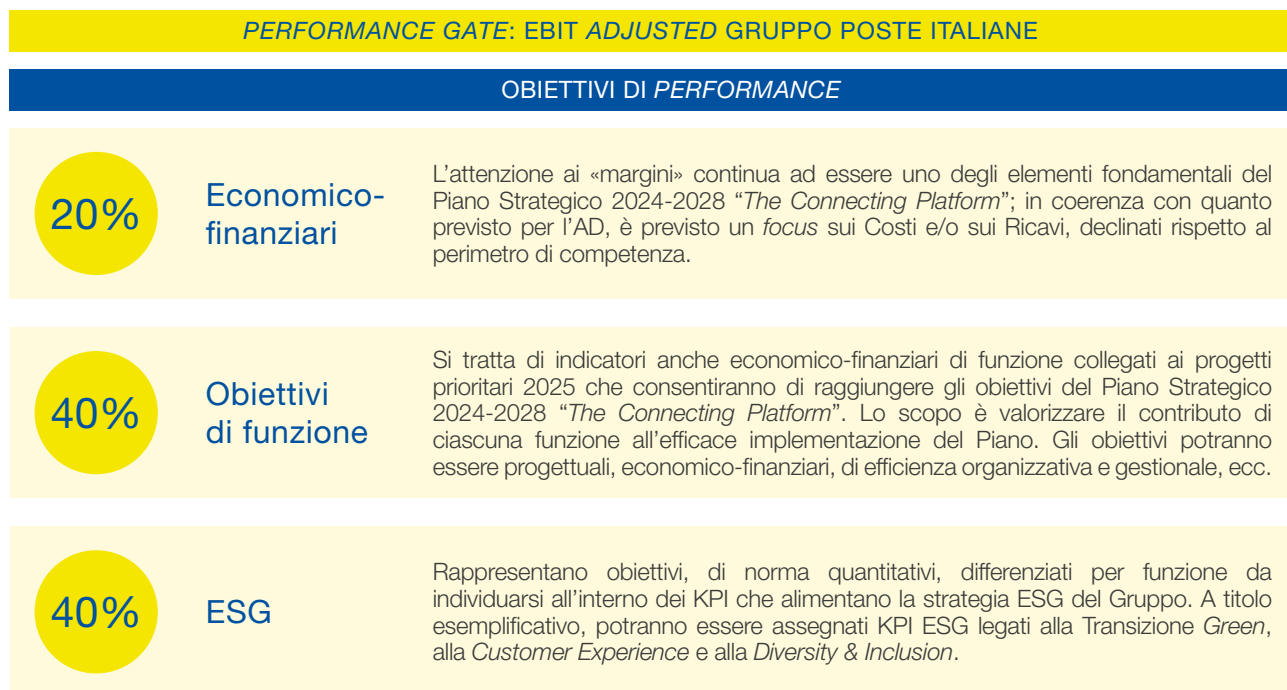 PERFORMANCE GATE: EBIT ADJUSTED GRUPPO POSTE ITALIANE
OBIETTIVI DI PERFORMANCE
20%
Economico-
finanziari
L'attenzione ai «margini» continua ad essere uno degli elementi fondamentali del
Piano Strategico 2024-2028 “The Connecting Platform”; in coerenza con quanto
previsto per l'AD, è previsto un focus sui Costi e/o sui Ricavi, declinati rispetto al
perimetro di competenza.
40%
Obiettivi
di funzione
Si tratta di indicatori anche economico-finanziari di funzione collegati ai progetti
prioritari 2025 che consentiranno di raggiungere gli obiettivi del Piano Strategico
2024-2028 “The Connecting Platform”. Lo scopo è valorizzare il contributo di
ciascuna funzione all'efficace implementazione del Piano. Gli obiettivi potranno
essere progettuali, economico-finanziari, di efficienza organizzativa e gestionale, ecc.
40%
ESG
Rappresentano obiettivi, di norma quantitativi, differenziati per funzione da
individuarsi all'interno dei KPI che alimentano la strategia ESG del Gruppo. A titolo
esemplificativo, potranno essere assegnati KPI ESG legati alla Transizione Green,
alla Customer Experience e alla Diversity & Inclusion.